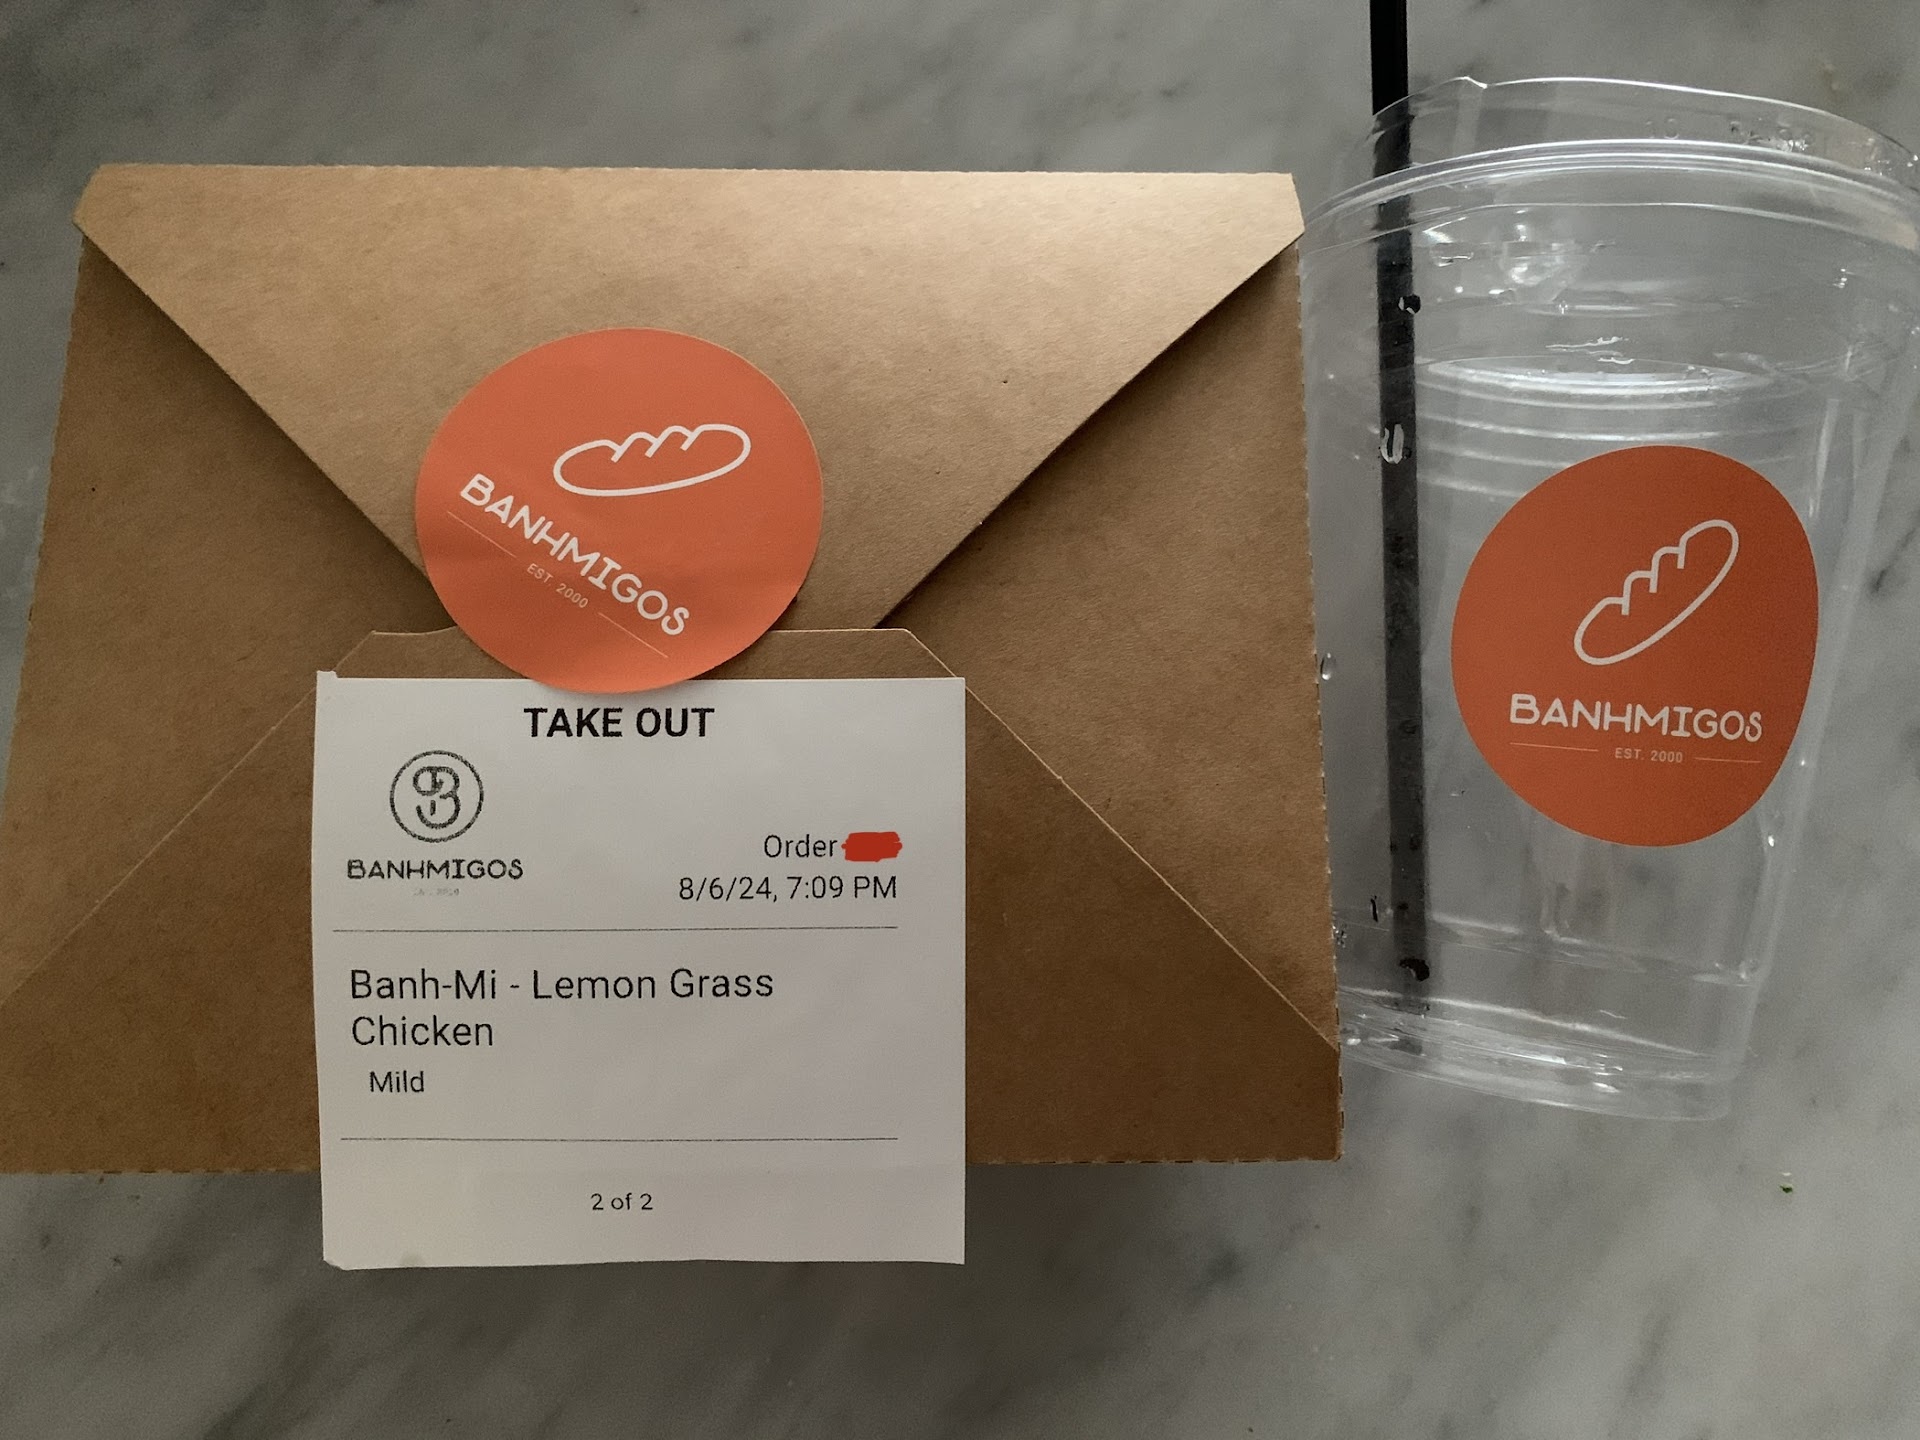 BANHMIGOS
EST. 2000
TAKE OUT
BANHMIGOS
Order
8/6/24, 7:09 PM
Banh-Mi - Lemon Grass
Chicken
Mild
2 of 2
BANHMIGOS
EST. 2000